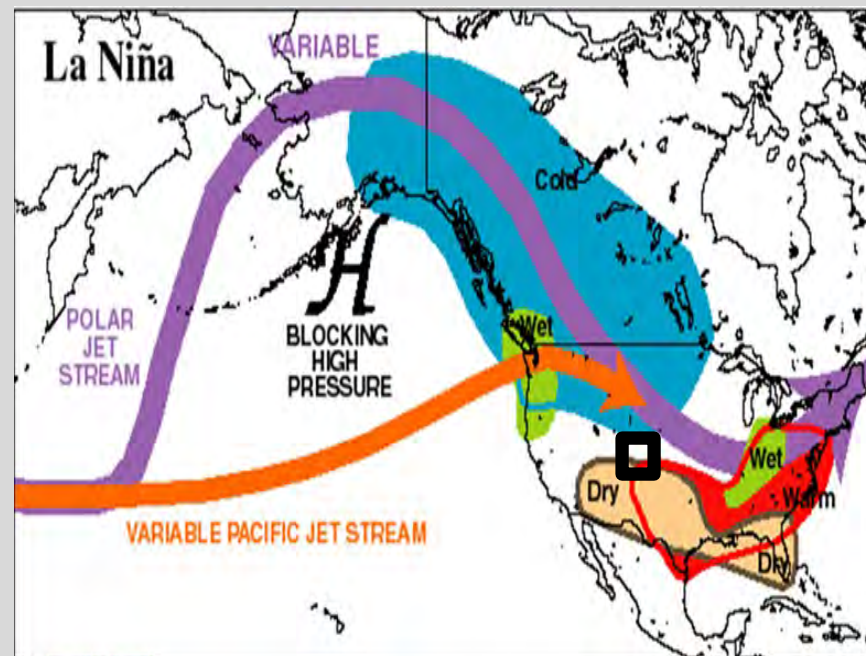 La Niña
VARIABLE
Cold
POLAR
JET
STREAM
H
BLOCKING
HIGH
PRESSURE
Wet
VARIABLE PACIFIC JET STREAM
Dry
Wet
Warm
Dry